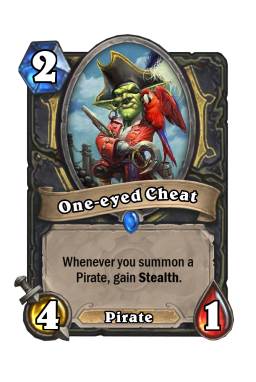 2
One-eyed Cheat
Whenever you summon a
Pirate, gain Stealth.
4
Pirate
1